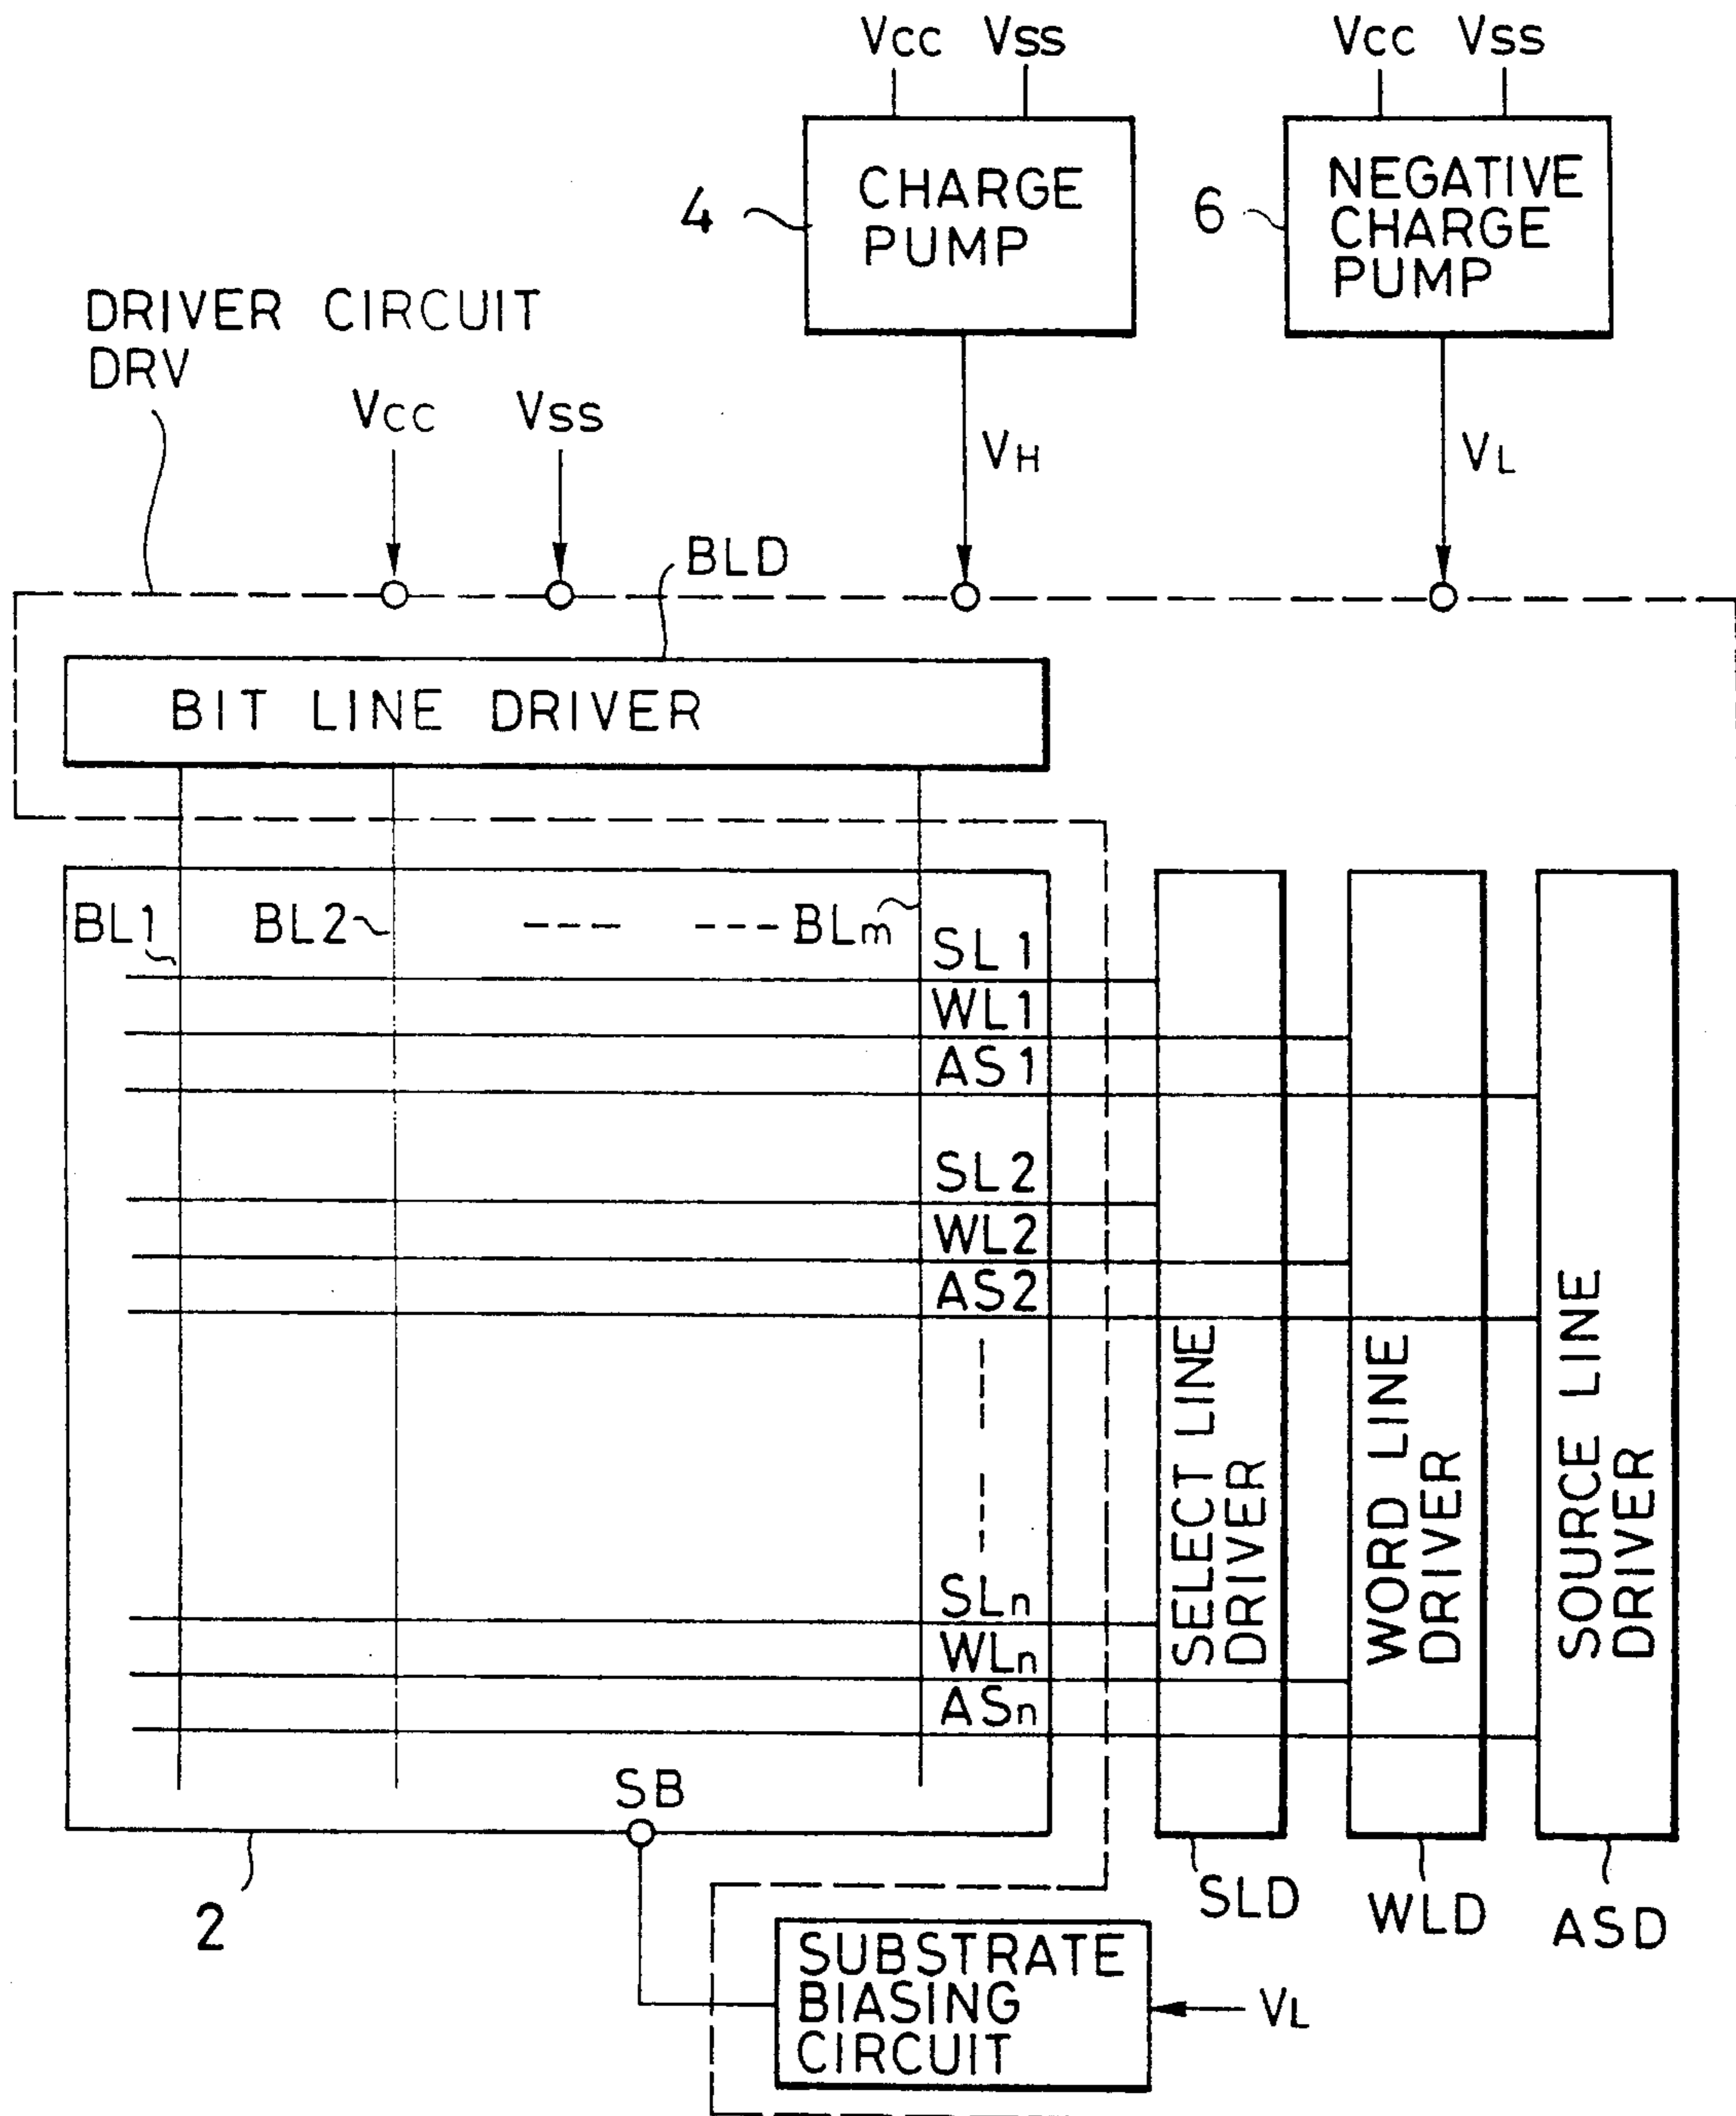 Vcc Vss
Vcc Vss
4
CHARGE
PUMP
6
NEGATIVE
CHARGE
PUMP
DRIVER CIRCUIT
DRV
Vcc
Vss
VH
VL
BLD
BIT LINE DRIVER
BL1
BL2
BLm
SL1
WL1
AS1
SL2
WL2
AS2
SLn
WLn
ASn
SELECT LINE
DRIVER
WORD LINE
DRIVER
SOURCE LINE
DRIVER
SB
2
SLD
WLD
ASD
SUBSTRATE
BIASING
CIRCUIT
VL